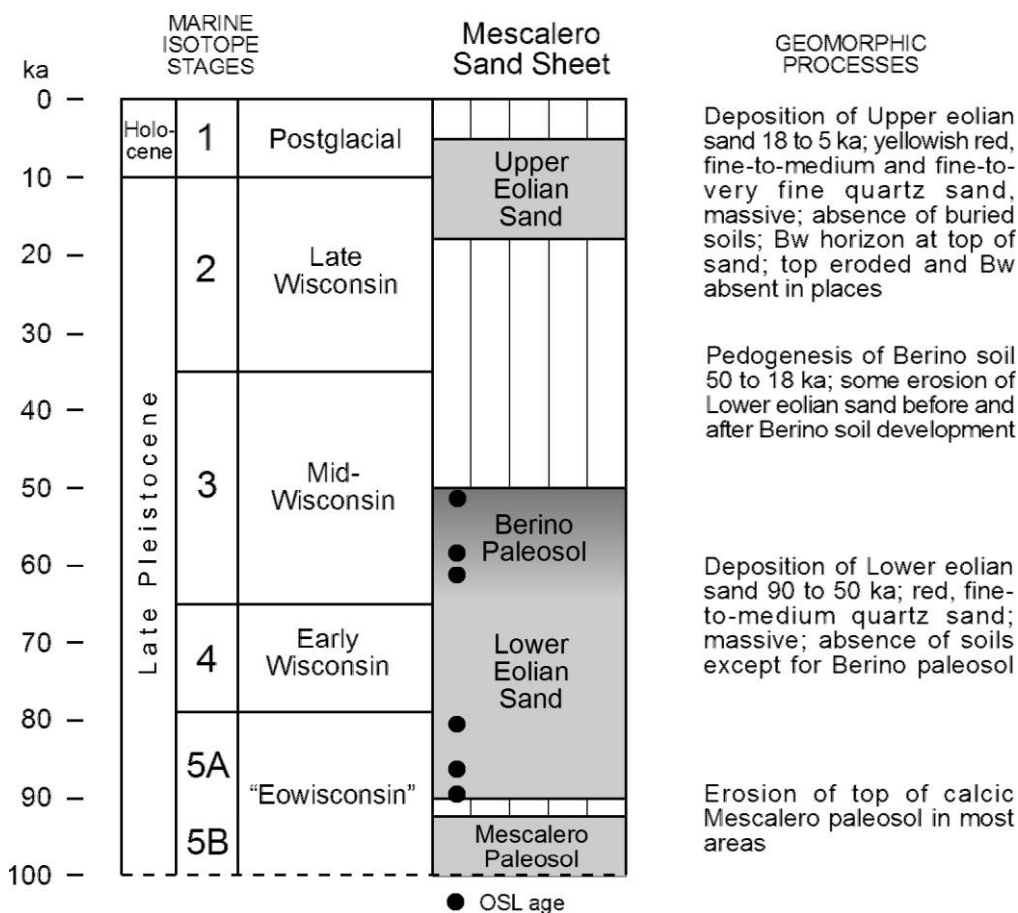 MARINE
ISOTOPE
STAGES
Mescalero
Sand Sheet
GEOMORPHIC
PROCESSES
ka
0
10
20
30
40
50
60
70
80
90
100
Holo-
cene
Late Pleistocene
1
2
3
4
5A
5B
Postglacial
Late
Wisconsin
Mid-
Wisconsin
Early
Wisconsin
“Eowisconsin”
Upper
Eolian
Sand
Berino
Paleosol
Lower
Eolian
Sand
Mescalero
Paleosol
OSL age
Deposition of Upper eolian
sand 18 to 5 ka; yellowish red,
fine-to-medium and fine-to-
very fine quartz sand,
massive; absence of buried
soils; Bw horizon at top of
sand; top eroded and Bw
absent in places
Pedogenesis of Berino soil
50 to 18 ka; some erosion of
Lower eolian sand before and
after Berino soil development
Deposition of Lower eolian
sand 90 to 50 ka; red, fine-
to-medium quartz sand;
massive; absence of soils
except for Berino paleosol
Erosion of top of calcic
Mescalero paleosol in most
areas